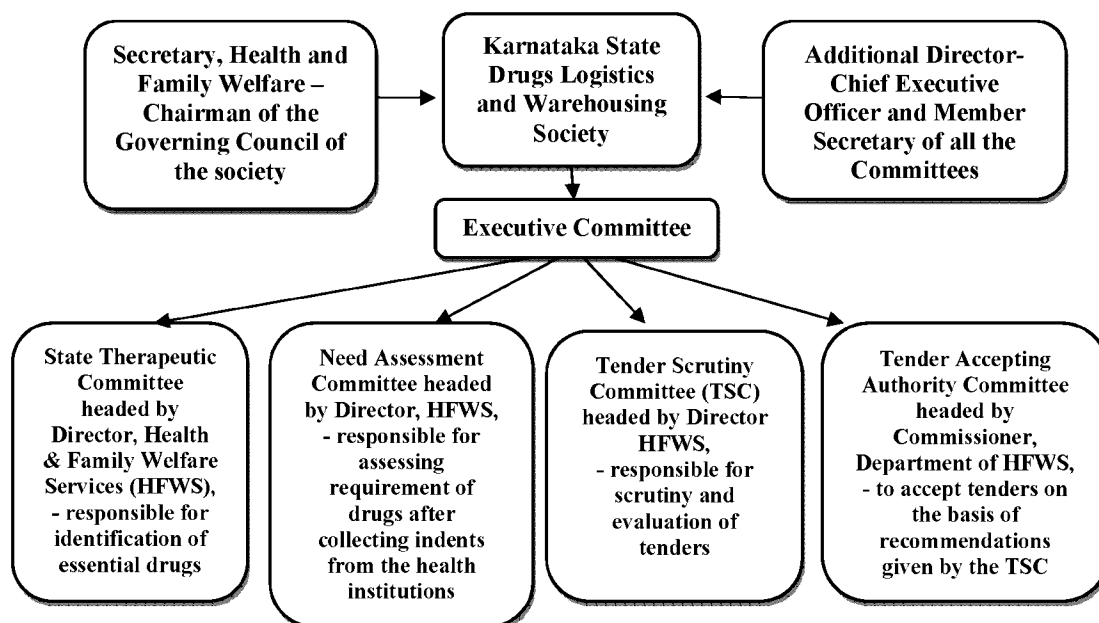 Secretary, Health and
Family Welfare –
Chairman of the
Governing Council of
the society
Karnataka State
Drugs Logistics
and Warehousing
Society
Additional Director-
Chief Executive
Officer and Member
Secretary of all the
Committees
Executive Committee
State Therapeutic
Committee
headed by
Director, Health
& Family Welfare
Services (HFWS),
- responsible for
identification of
essential drugs
Need Assessment
Committee headed
by Director, HFWS,
- responsible for
assessing
requirement of
drugs after
collecting indents
from the health
institutions
Tender Scrutiny
Committee (TSC)
headed by Director
HFWS,
- responsible for
scrutiny and
evaluation of
tenders
Tender Accepting
Authority Committee
headed by
Commissioner,
Department of HFWS,
- to accept tenders on
the basis of
recommendations
given by the TSC